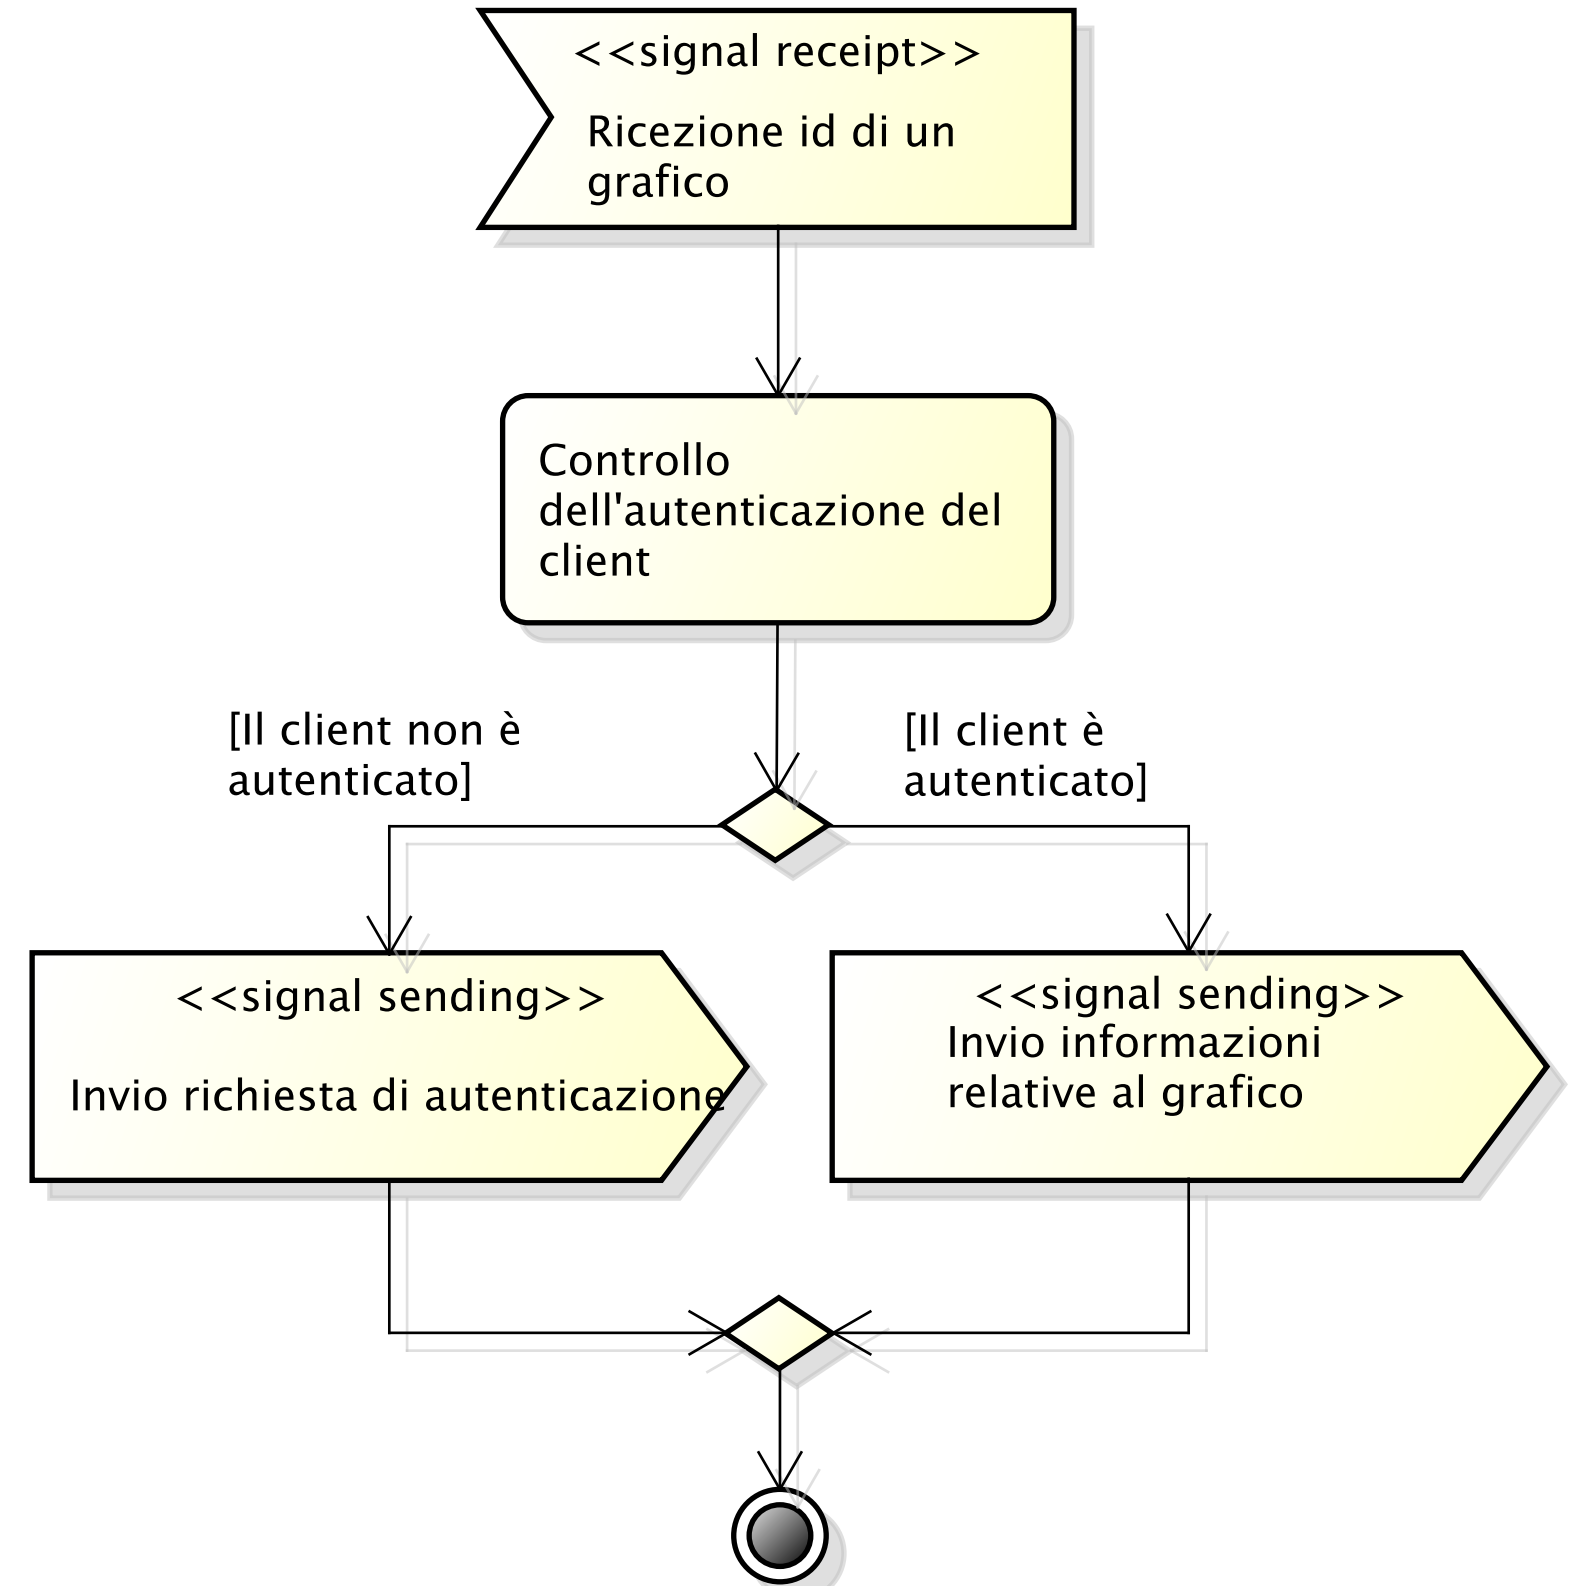 <<signal receipt>>
Ricezione id di un
grafico
Controllo
dell'autenticazione del
client
[Il client non è
autenticato]
[Il client è
autenticato]
<<signal sending>>
Invio richiesta di autenticazione
<<signal sending>>
Invio informazioni
relative al grafico